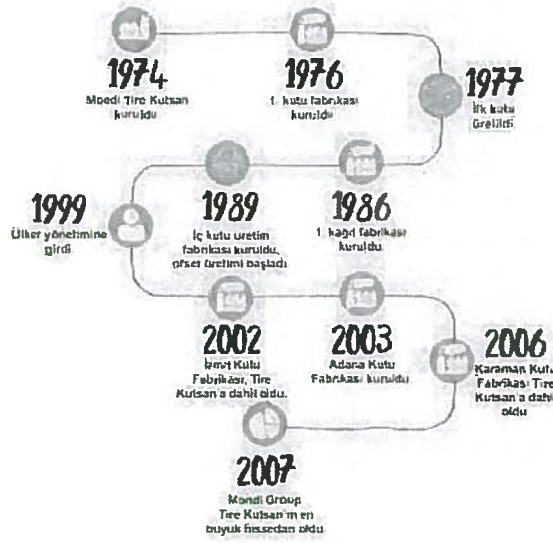 1974
Mondi Tire Kutsan
kuruldu
1976
1. kutu fabrikası
kuruldu
1977
İlk kutu
üretildi
1986
1. kağıt fabrikası
kuruldu
1989
İç kutu üretim
fabrikası kuruldu,
ofset üretimi başladı
1999
Ülker yönetimine
girdi
2002
İzmit Kutu
Fabrikası, Tire
Kutsan'a dahil oldu.
2003
Adana Kutu
Fabrikası kuruldu
2006
Karaman Kutu
Fabrikası Tire
Kutsan'a dahil
oldu
2007
Mondi Group
Tire Kutsan'ın en
büyük hissedarı oldu